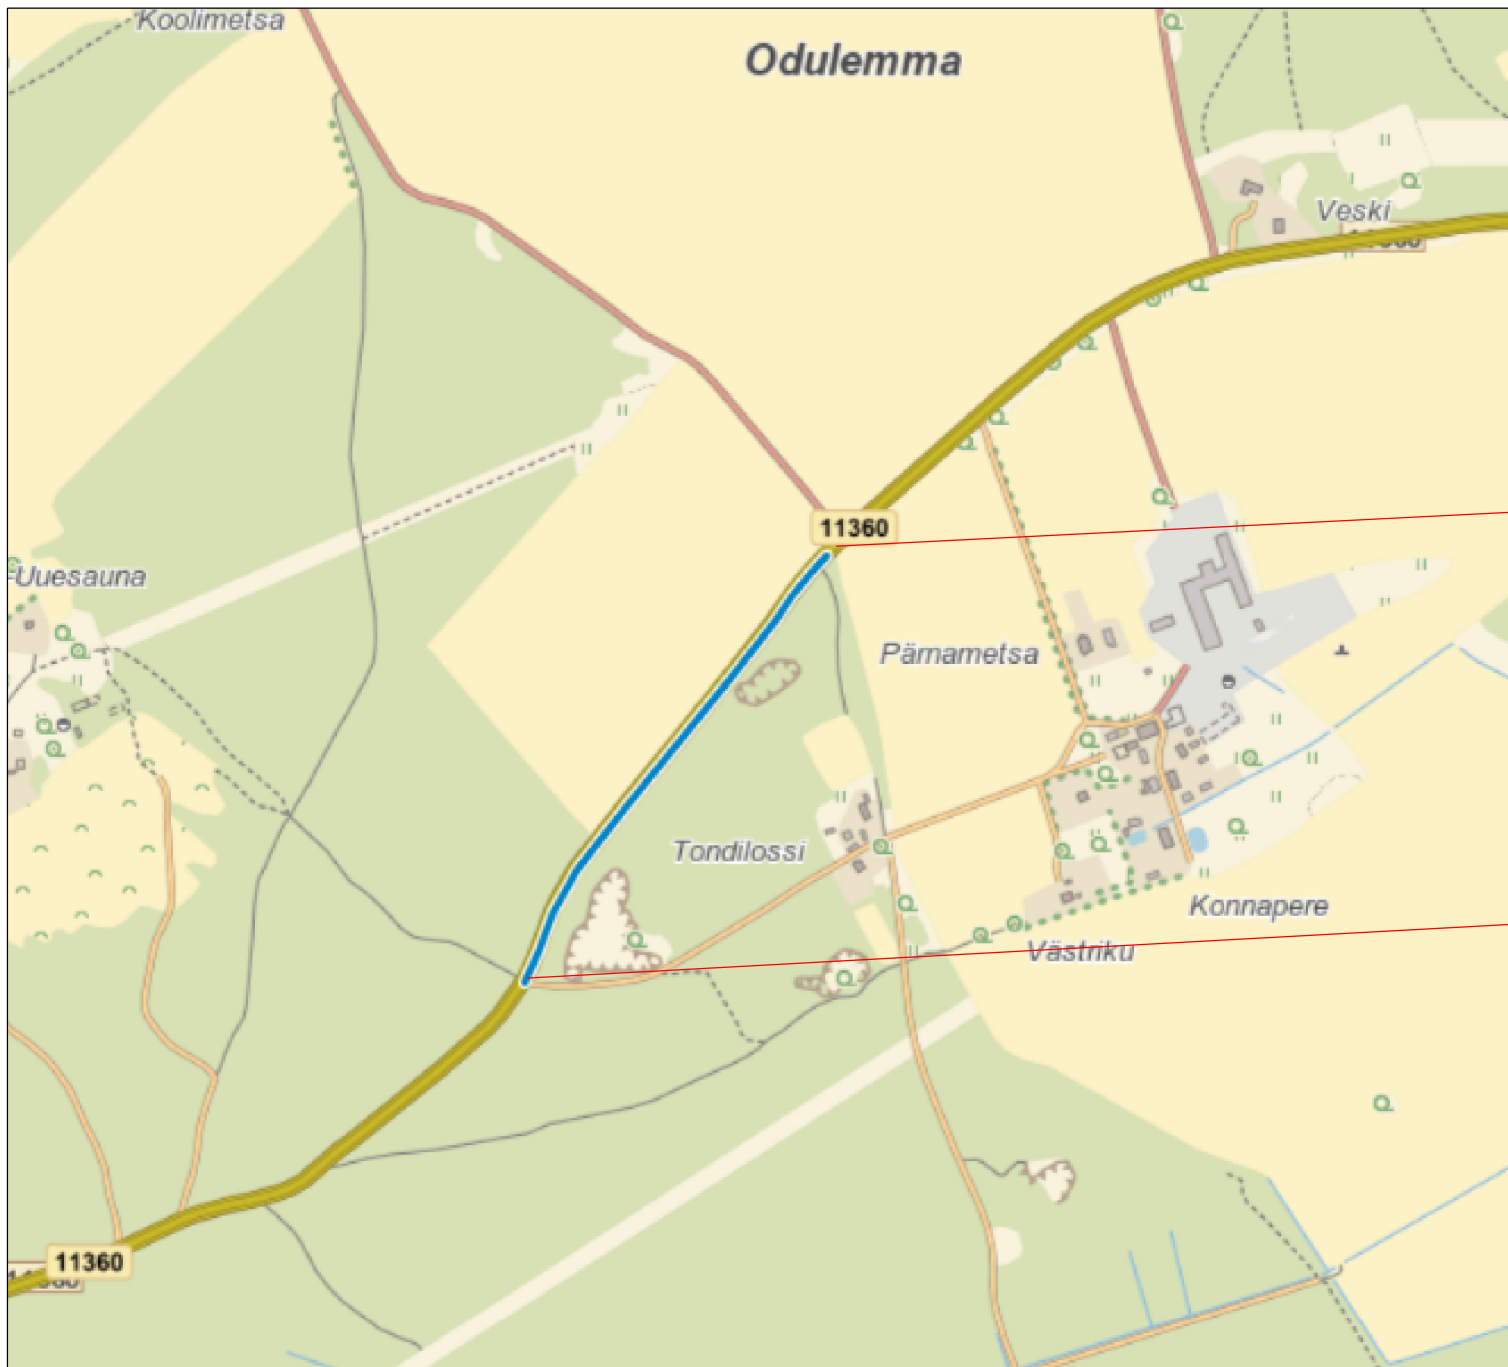 Koolimetsa
Odulemma
Veski
11360
Uuesauna
Pärnametsa
Tondilossi
Konnapere
Västriku
11360